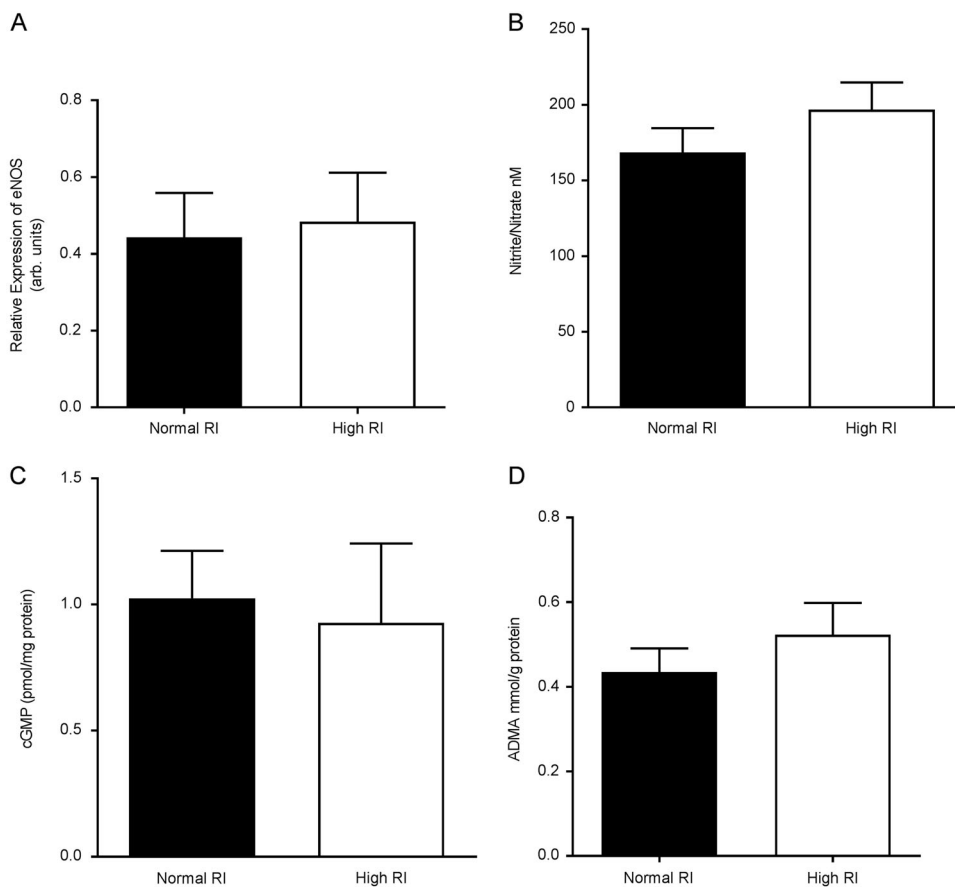 A
Relative Expression of eNOS
(arb. units)
0.8
0.6
0.4
0.2
0.0
Normal RI
High RI
B
Nitrite/Nitrate nM
250
200
150
100
50
0
Normal RI
High RI
C
cGMP (pmol/mg protein)
1.5
1.0
0.5
0.0
Normal RI
High RI
D
ADMA mmol/g protein
0.8
0.6
0.4
0.2
0.0
Normal RI
High RI